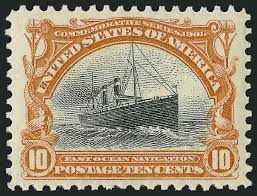 COMMEMORATIVE SERIES, 1901.
UNITED STATES OF AMERICA
FAST OCEAN NAVIGATION
10 10
POSTAGE TEN CENTS